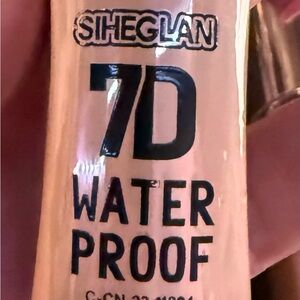 SIHEGLAN
7D
WATER
PROOF